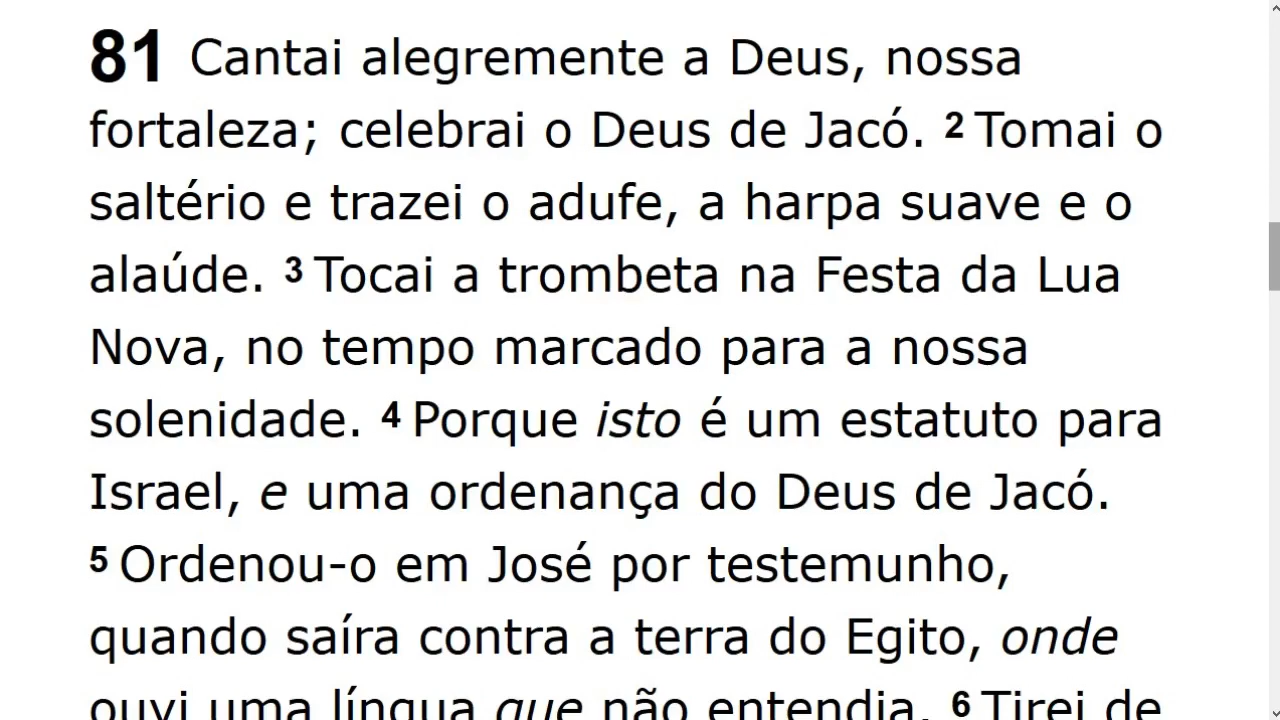 81 Cantai alegremente a Deus, nossa
fortaleza; celebrai o Deus de Jacó. 2 Tomai o
saltério e trazei o adufe, a harpa suave e o
alaúde. 3 Tocai a trombeta na Festa da Lua
Nova, no tempo marcado para a nossa
solenidade. 4 Porque isto é um estatuto para
Israel, e uma ordenança do Deus de Jacó.
5 Ordenou-o em José por testemunho,
quando saíra contra a terra do Egito, onde
ouvi uma língua que não entendia. 6 Tirei de